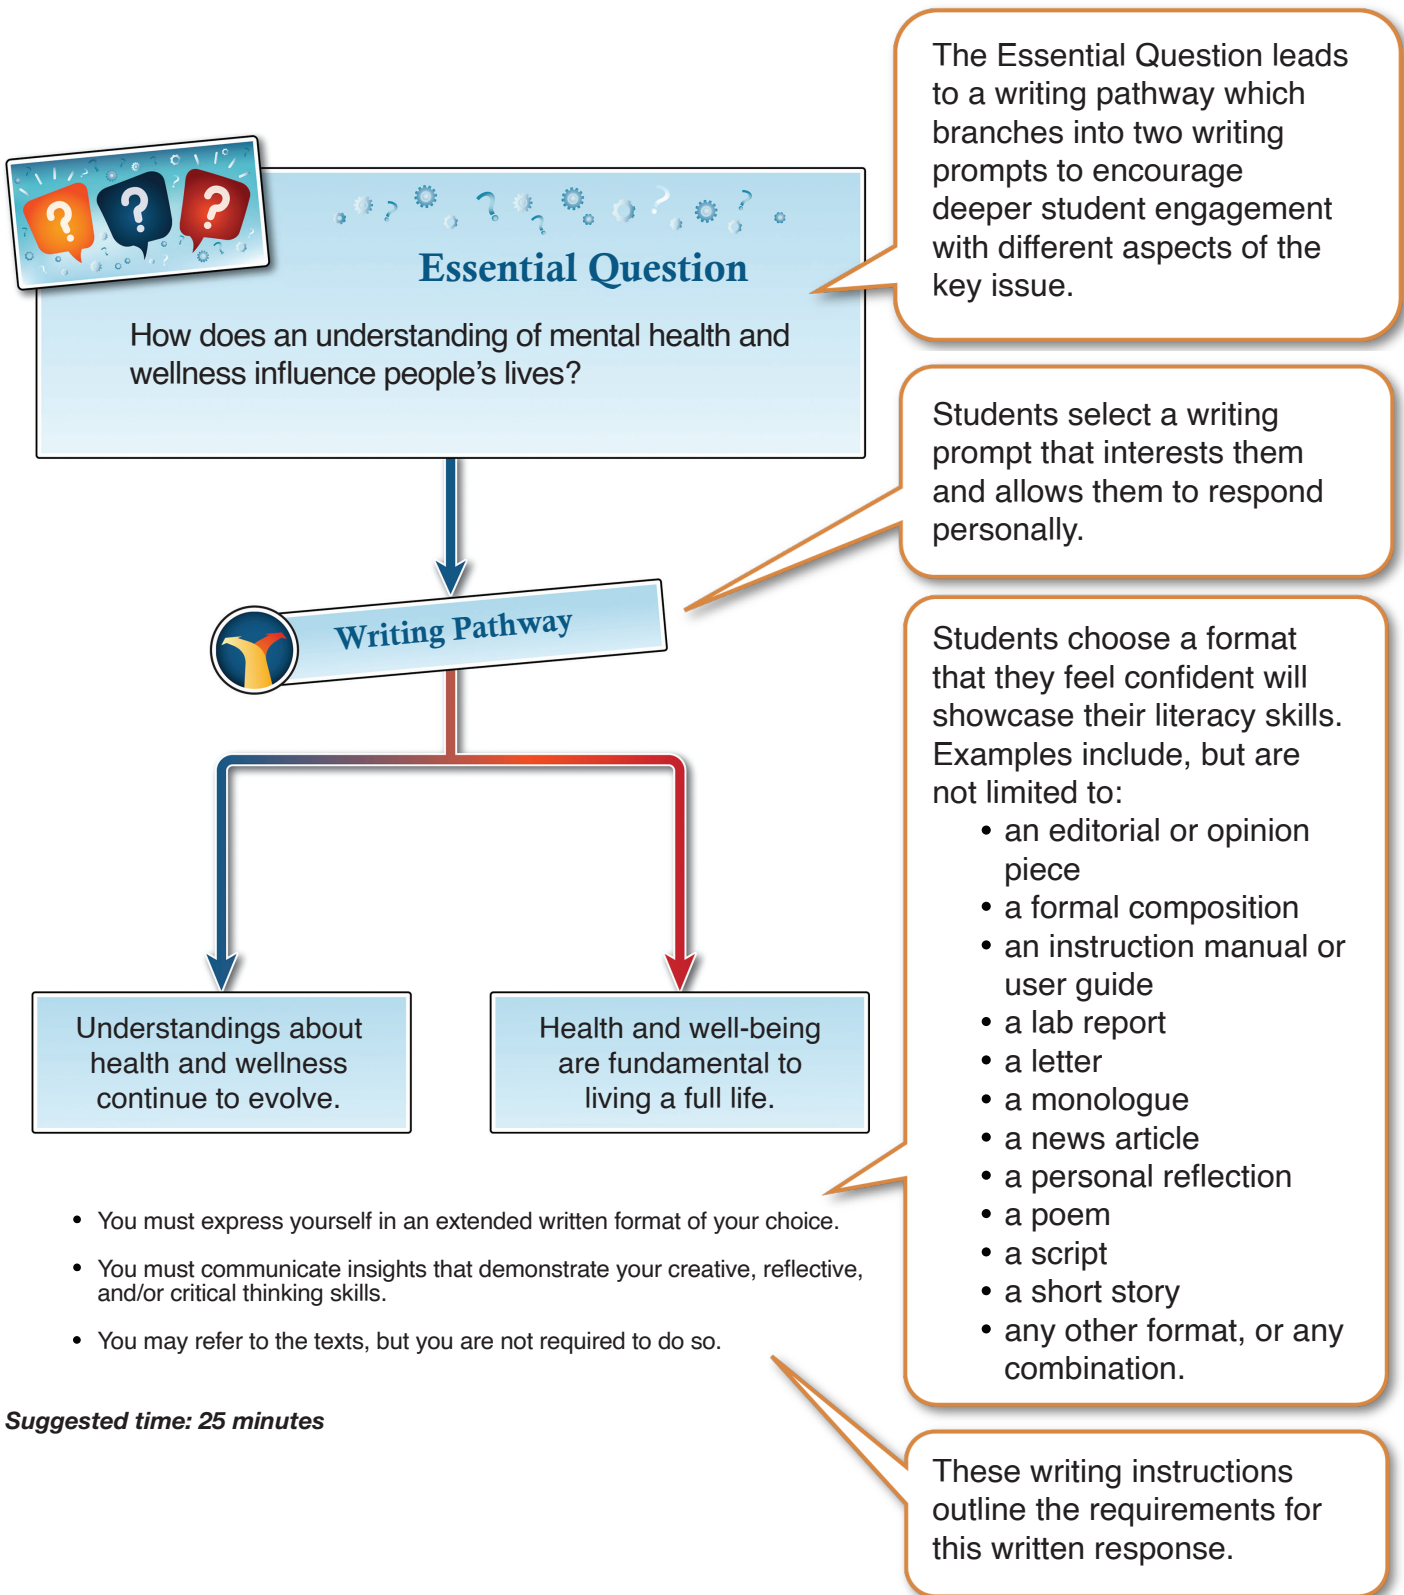 The Essential Question leads
to a writing pathway which
branches into two writing
prompts to encourage
deeper student engagement
with different aspects of the
key issue.
Essential Question
How does an understanding of mental health and
wellness influence people’s lives?
Students select a writing
prompt that interests them
and allows them to respond
personally.
Writing Pathway
Students choose a format
that they feel confident will
showcase their literacy skills.
Examples include, but are
not limited to:
• an editorial or opinion
piece
• a formal composition
• an instruction manual or
user guide
• a lab report
• a letter
• a monologue
• a news article
• a personal reflection
• a poem
• a script
• a short story
• any other format, or any
combination.
Understandings about
health and wellness
continue to evolve.
Health and well-being
are fundamental to
living a full life.
• You must express yourself in an extended written format of your choice.
• You must communicate insights that demonstrate your creative, reflective,
and/or critical thinking skills.
• You may refer to the texts, but you are not required to do so.
Suggested time: 25 minutes
These writing instructions
outline the requirements for
this written response.